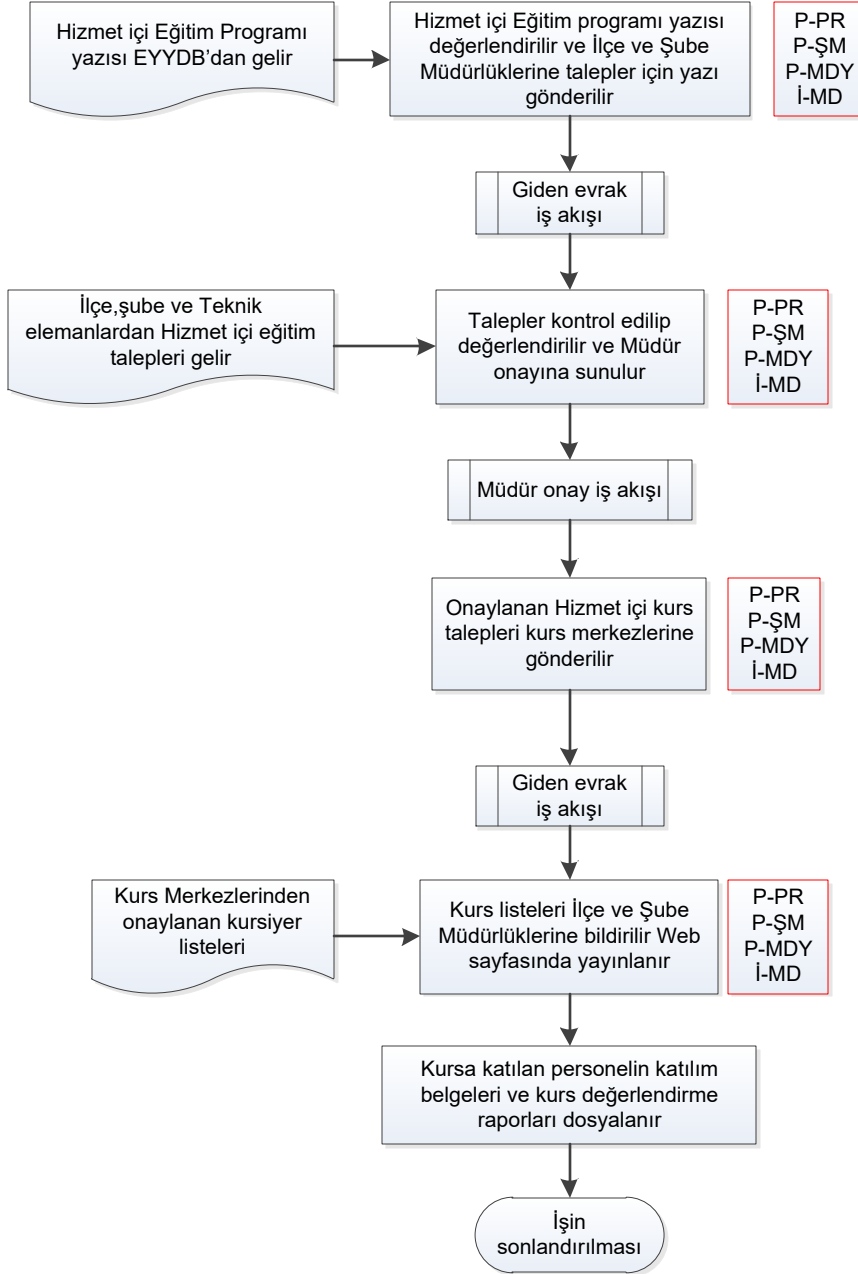 Hizmet içi Eğitim Programı
yazısı EYYDB’dan gelir
Hizmet içi Eğitim programı yazısı
değerlendirilir ve İlçe ve Şube
Müdürlüklerine talepler için yazı
gönderilir
P-PR
P-ŞM
P-MDY
İ-MD
Giden evrak
iş akışı
İlçe,şube ve Teknik
elemanlardan Hizmet içi eğitim
talepleri gelir
Talepler kontrol edilip
değerlendirilir ve Müdür
onayına sunulur
P-PR
P-ŞM
P-MDY
İ-MD
Müdür onay iş akışı
Onaylanan Hizmet içi kurs
talepleri kurs merkezlerine
gönderilir
P-PR
P-ŞM
P-MDY
İ-MD
Giden evrak
iş akışı
Kurs Merkezlerinden
onaylanan kursiyer
listeleri
Kurs listeleri İlçe ve Şube
Müdürlüklerine bildirilir Web
sayfasında yayınlanır
P-PR
P-ŞM
P-MDY
İ-MD
Kursa katılan personelin katılım
belgeleri ve kurs değerlendirme
raporları dosyalanır
İşin
sonlandırılması